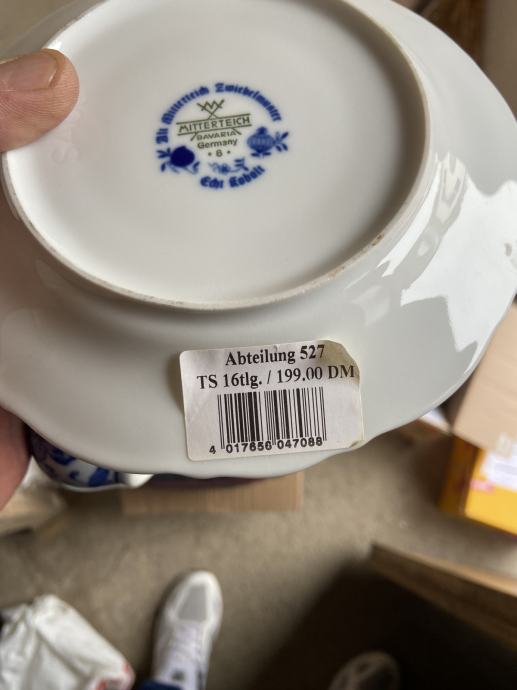 Alt Mitterteich Zwiebelmuster
MITTERTEICH
BAVARIA
Germany
· 6 ·
Echt Kobalt
Abteilung 527
TS 16tlg. / 199.00 DM
4 017656 047088